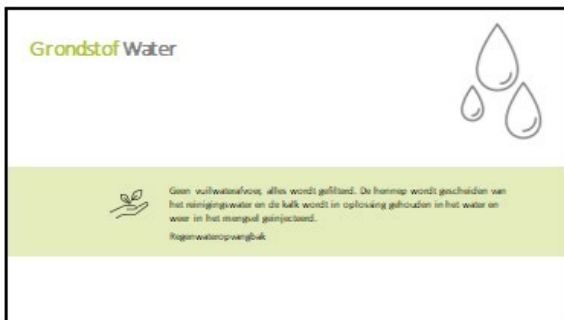 Grondstof Water
Geen vuilwaterafvoer, alles wordt gefilterd. De hennep wordt gescheiden van
het reinigingswater en de kalk wordt in oplossing gehouden in het water en
weer in het mengsel geïnjecteerd.
Regenwateropvangbak